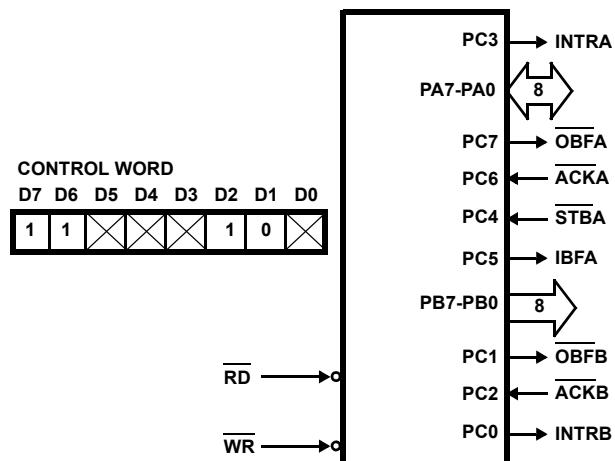 PC3 INTRA
PA7-PA0 8
PC7 OBFA
CONTROL WORD
PC6 ACKA
D7 D6 D5 D4 D3 D2 D1 D0
PC4 STBA
1 1 1 0
PC5 IBFA
PB7-PB0 8
PC1 OBFB
RD
PC2 ACKB
PC0 INTRB
WR